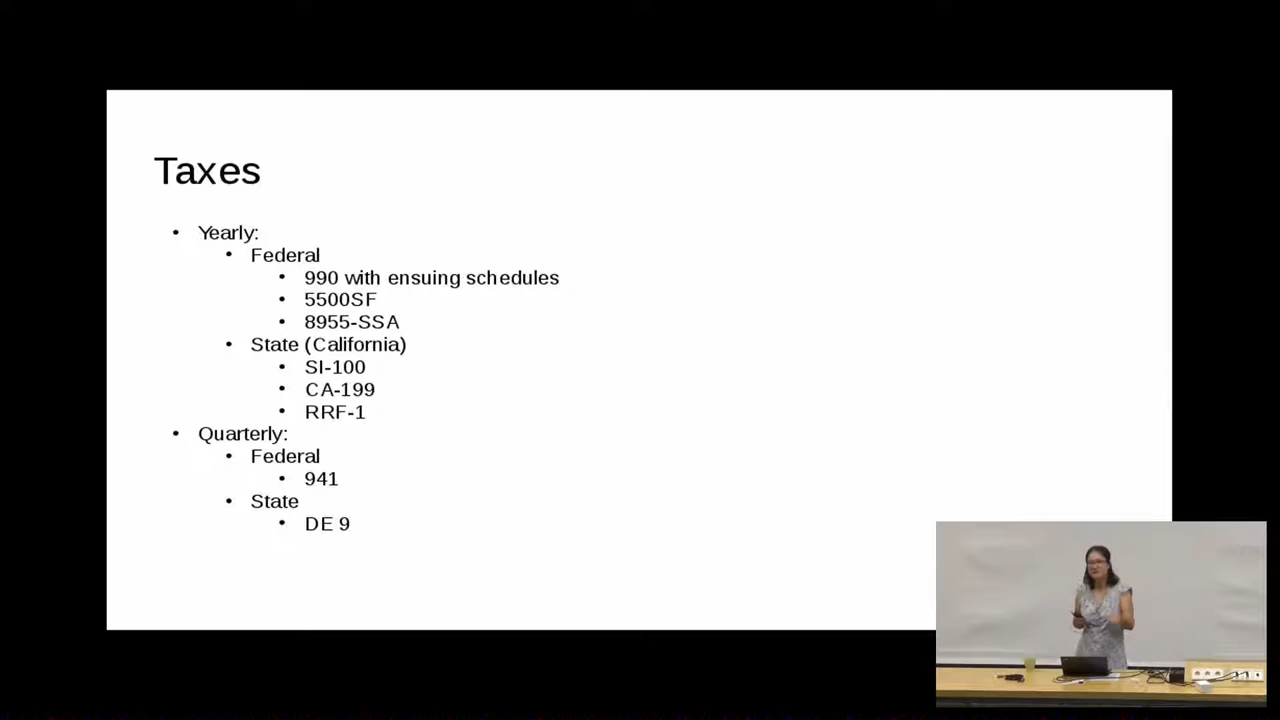 Taxes
• Yearly:
• Federal
• 990 with ensuing schedules
• 5500SF
• 8955-SSA
• State (California)
• SI-100
• CA-199
• RRF-1
• Quarterly:
• Federal
• 941
• State
• DE 9